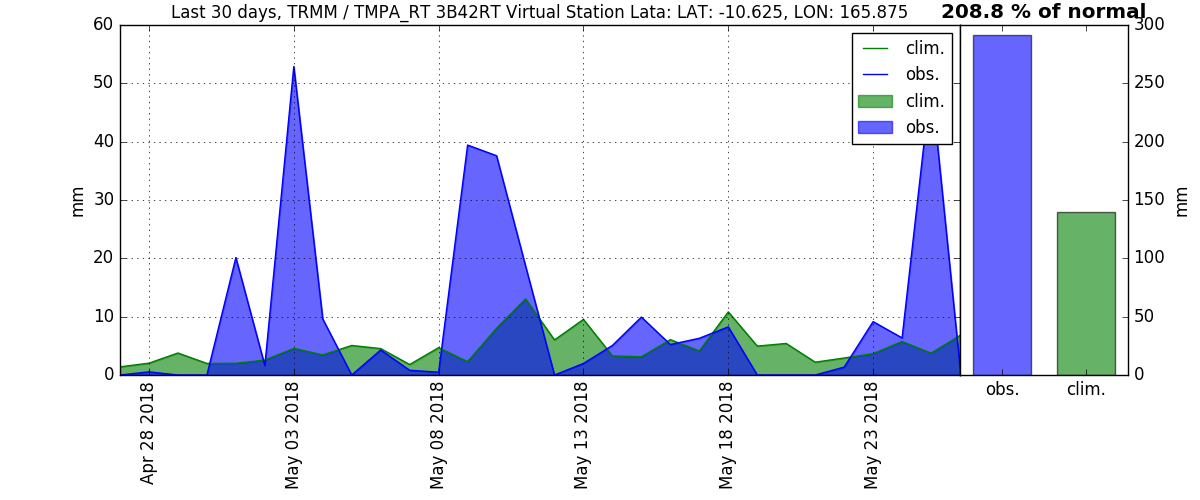 Last 30 days, TRMM / TMPA_RT 3B42RT Virtual Station Lata: LAT: -10.625, LON: 165.875
208.8 % of normal
60
50
40
30
20
10
0
mm
clim.
obs.
clim.
obs.
300
250
200
150
100
50
0
mm
Apr 28 2018
May 03 2018
May 08 2018
May 13 2018
May 18 2018
May 23 2018
obs.
clim.